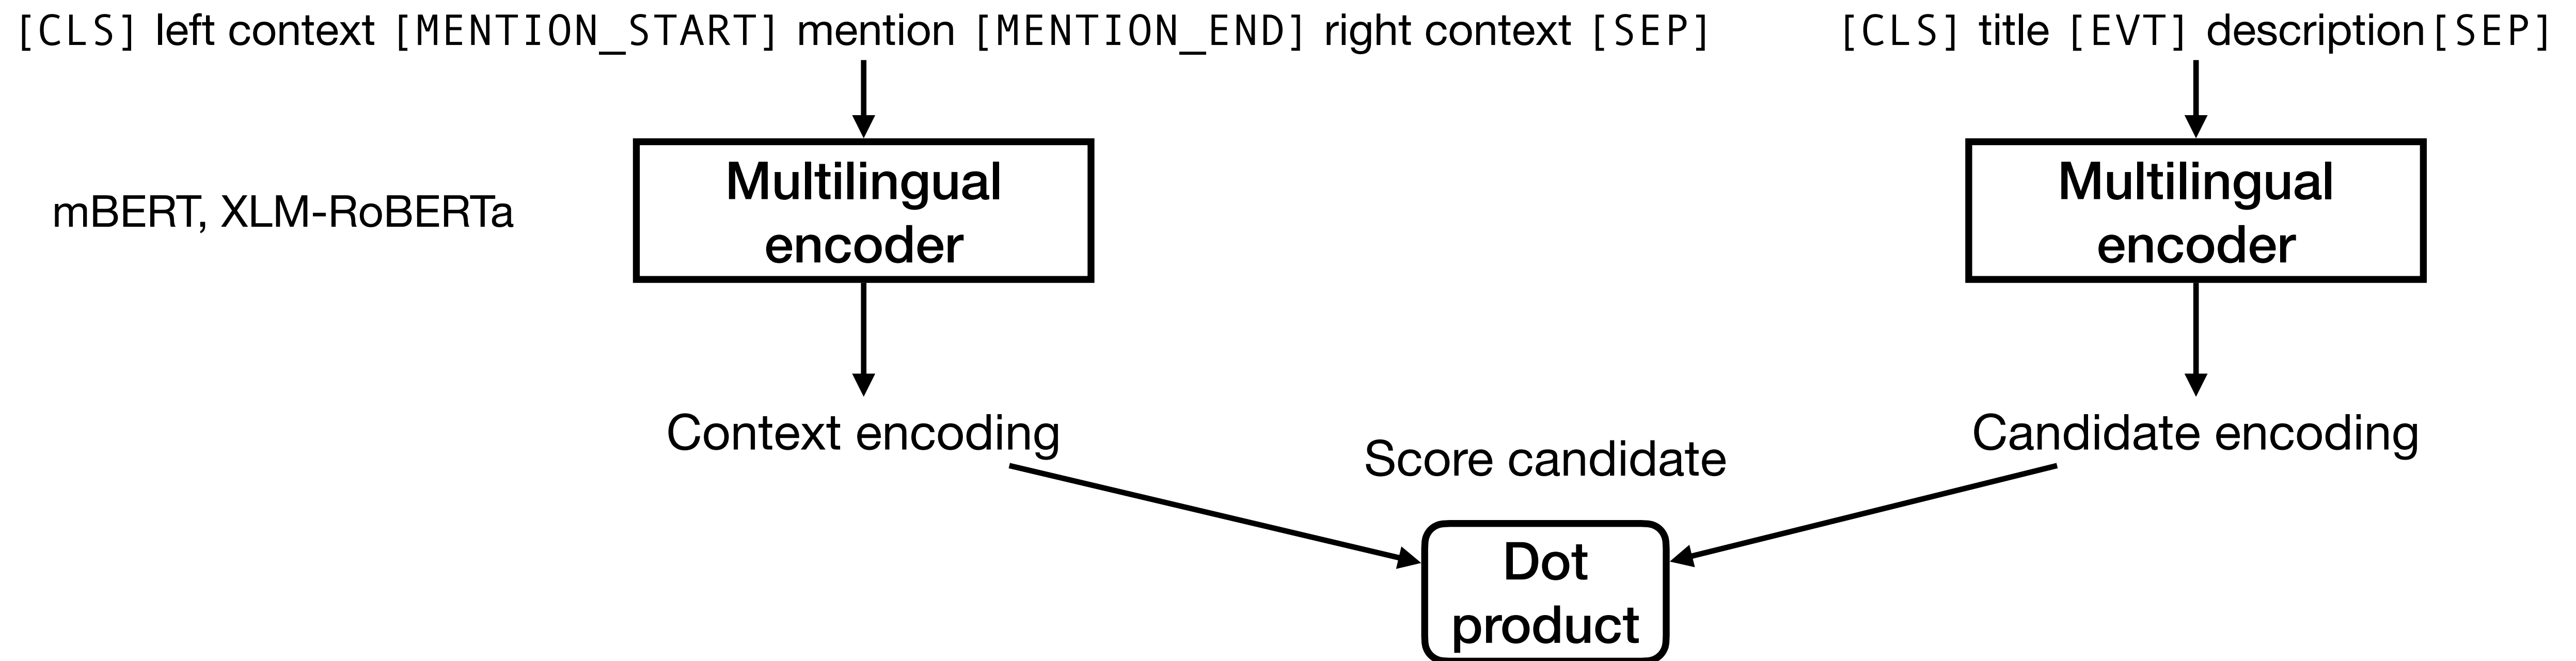 [CLS] left context [MENTION_START] mention [MENTION_END] right context [SEP]
[CLS] title [EVT] description[SEP]
mBERT, XLM-RoBERTa
Multilingual
encoder
Multilingual
encoder
Context encoding
Score candidate
Candidate encoding
Dot
product